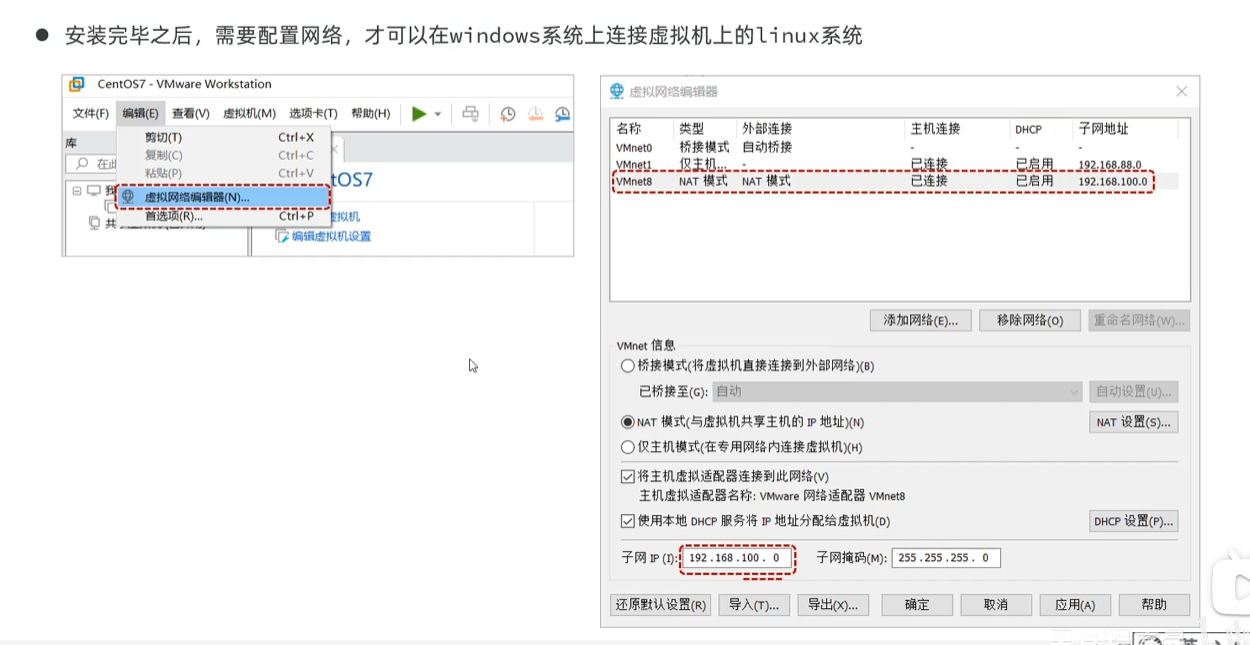 ● 安装完毕之后，需要配置网络，才可以在windows系统上连接虚拟机上的linux系统
CentOS7 - VMware Workstation
文件(F) 编辑(E) 查看(V) 虚拟机(M) 选项卡(T) 帮助(H)
库
剪切(T) Ctrl+X
复制(C) Ctrl+C
在此
粘贴(P) Ctrl+V
tOS7
我
虚拟网络编辑器(N)...
首选项(R)... Ctrl+P
虚拟机
共
编辑虚拟机设置
虚拟网络编辑器
名称 类型 外部连接 主机连接 DHCP 子网地址
VMnet0 桥接模式 自动桥接 - - -
VMnet1 仅主机... - 已连接 已启用 192.168.88.0
VMnet8 NAT 模式 NAT 模式 已连接 已启用 192.168.100.0
添加网络(E)... 移除网络(O) 重命名网络(W)...
VMnet 信息
桥接模式(将虚拟机直接连接到外部网络)(B)
已桥接至(G): 自动 自动设置(U)...
NAT 模式(与虚拟机共享主机的 IP 地址)(N) NAT 设置(S)...
仅主机模式(在专用网络内连接虚拟机)(H)
将主机虚拟适配器连接到此网络(V)
主机虚拟适配器名称: VMware 网络适配器 VMnet8
使用本地 DHCP 服务将 IP 地址分配给虚拟机(D) DHCP 设置(P)...
子网 IP (I): 192.168.100. 0 子网掩码(M): 255.255.255. 0
还原默认设置(R) 导入(T)... 导出(X)... 确定 取消 应用(A) 帮助